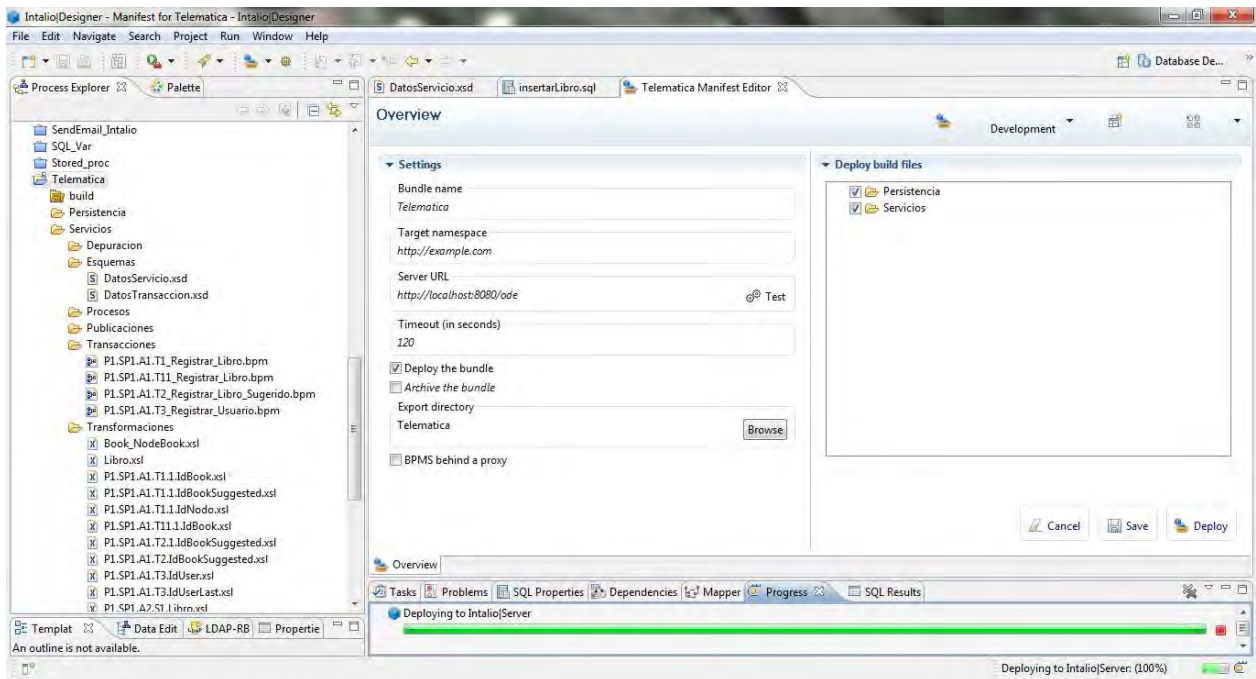 Intalio|Designer - Manifest for Telematica - Intalio|Designer
File Edit Navigate Search Project Run Window Help
Database De...
Process Explorer
Palette
SendEmail_Intalio
SQL_Var
Stored_proc
Telematica
build
Persistencia
Servicios
Depuracion
Esquemas
DatosServicio.xsd
DatosTransaccion.xsd
Procesos
Publicaciones
Transacciones
P1.SP1.A1.T1_Registrar_Libro.bpm
P1.SP1.A1.T11_Registrar_Libro.bpm
P1.SP1.A1.T2_Registrar_Libro_Sugerido.bpm
P1.SP1.A1.T3_Registrar_Usuario.bpm
Transformaciones
Book_NodeBook.xsl
Libro.xsl
P1.SP1.A1.T1.1.IdBook.xsl
P1.SP1.A1.T1.1.IdBookSuggested.xsl
P1.SP1.A1.T1.1.IdNodo.xsl
P1.SP1.A1.T11.1.IdBook.xsl
P1.SP1.A1.T2.1.IdBookSuggested.xsl
P1.SP1.A1.T2.IdBookSuggested.xsl
P1.SP1.A1.T3.IdUser.xsl
P1.SP1.A1.T3.IdUserLast.xsl
P1.SP1.A2.S1.Libro.xsl
Templat Data Edit LDAP-RB Propertie
An outline is not available.
DatosServicio.xsd insertarLibro.sql Telematica Manifest Editor
Overview
Development
Settings
Bundle name
Telematica
Target namespace
http://example.com
Server URL
http://localhost:8080/ode
Test
Timeout (in seconds)
120
Deploy the bundle
Archive the bundle
Export directory
Telematica
Browse
BPMS behind a proxy
Deploy build files
Persistencia
Servicios
Cancel Save Deploy
Overview
Tasks Problems SQL Properties Dependencies Mapper Progress SQL Results
Deploying to Intalio|Server
Deploying to Intalio|Server: (100%)